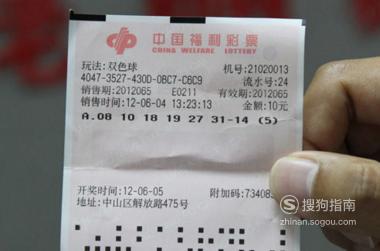 中国福利彩票
CHINA WELFARE LOTTERY
玩法:双色球 机号:21020013
4047-3527-430D-0BC7-C6C9 流水号:24
销售期:2012065 E0211 有效期:2012065
销售时间:12-06-04 13:23:13 金额:10元
A.08 10 18 19 27 31-14 (5)
开奖时间:12-06-05 附加码:73408
地址:中山区解放路475号
搜狗指南
zhinan.sogou.com